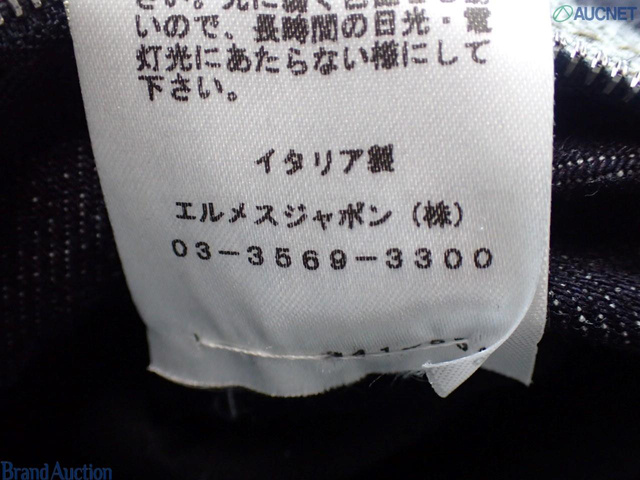 AUCNET
いので、長時間の日光・電
灯光にあたらない様にして
下さい。
イタリア製
エルメスジャポン（株）
03-3569-3300
Brand Auction